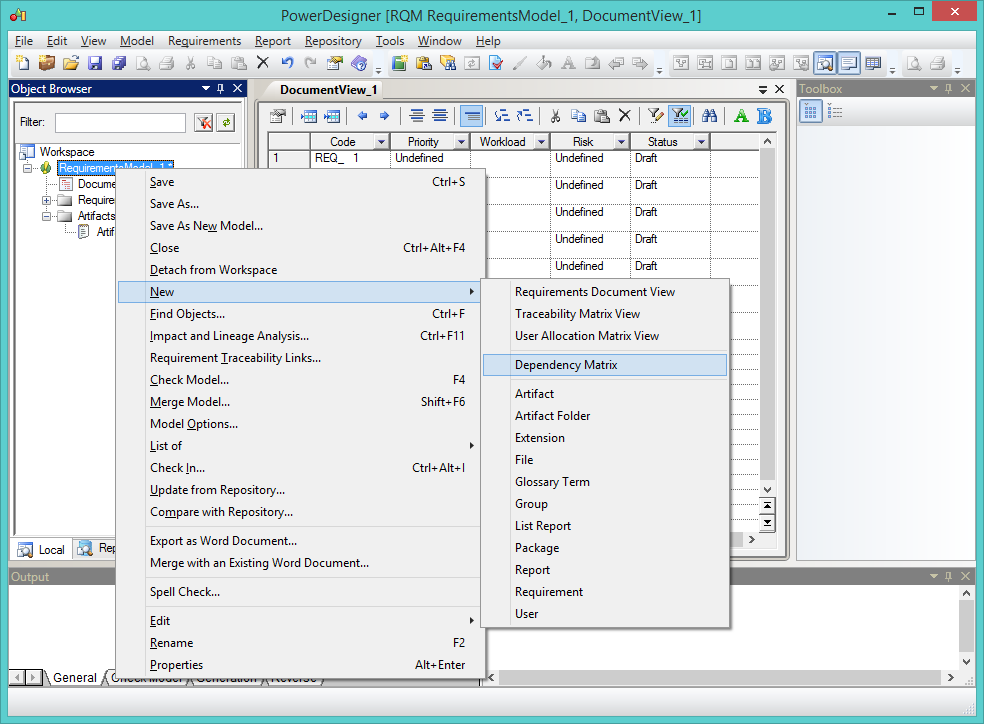 PowerDesigner [RQM RequirementsModel_1, DocumentView_1]
File Edit View Model Requirements Report Repository Tools Window Help
Object Browser
DocumentView_1
Toolbox
Filter:
Workspace
RequirementsModel_1 *
Docume
Require
Artifacts
Artif
Code Priority Workload Risk Status
1 REQ_ 1 Undefined Undefined Draft
Undefined Draft
Undefined Draft
Undefined Draft
Undefined Draft
Save Ctrl+S
Save As...
Save As New Model...
Close Ctrl+Alt+F4
Detach from Workspace
New
Find Objects... Ctrl+F
Impact and Lineage Analysis... Ctrl+F11
Requirement Traceability Links...
Check Model... F4
Merge Model... Shift+F6
Model Options...
List of
Check In... Ctrl+Alt+I
Update from Repository...
Compare with Repository...
Export as Word Document...
Merge with an Existing Word Document...
Spell Check...
Edit
Rename F2
Properties Alt+Enter
Requirements Document View
Traceability Matrix View
User Allocation Matrix View
Dependency Matrix
Artifact
Artifact Folder
Extension
File
Glossary Term
Group
List Report
Package
Report
Requirement
User
Local Rep
Output
General Check Model Generation Reverse